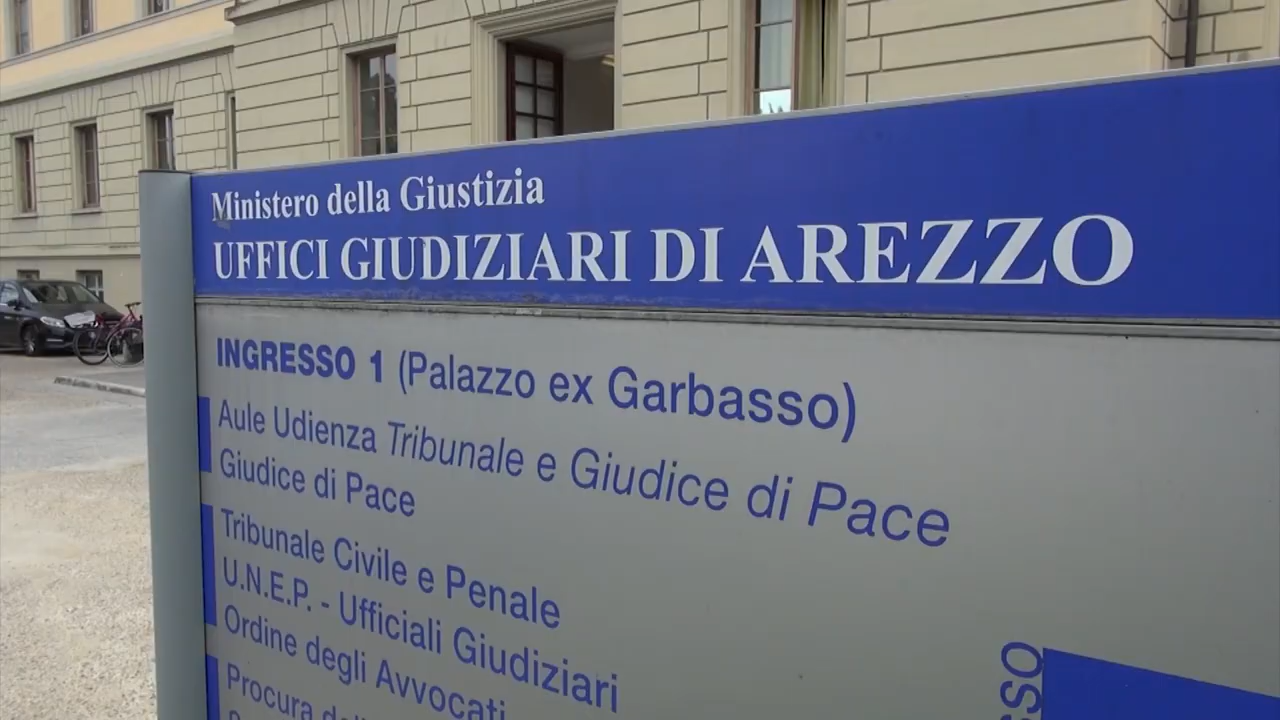 Ministero della Giustizia
UFFICI GIUDIZIARI DI AREZZO
INGRESSO 1 (Palazzo ex Garbasso)
Aule Udienza Tribunale e Giudice di Pace
Giudice di Pace
Tribunale Civile e Penale
U.N.E.P. - Ufficiali Giudiziari
Ordine degli Avvocati
Procura